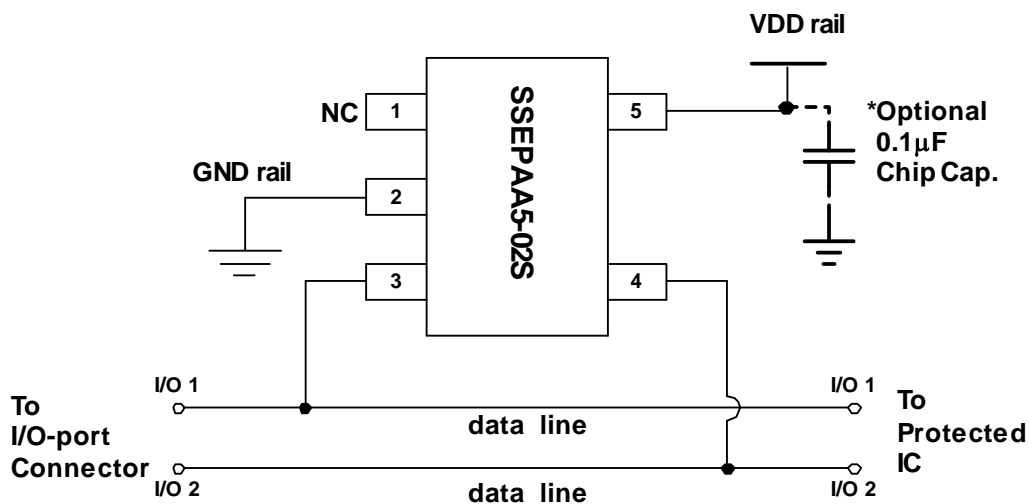 VDD rail
NC
1
5
*Optional
0.1μF
Chip Cap.
SSEPAA5-02S
GND rail
2
3
4
I/O 1
I/O 1
To
I/O-port
Connector
data line
To
Protected
IC
I/O 2
data line
I/O 2